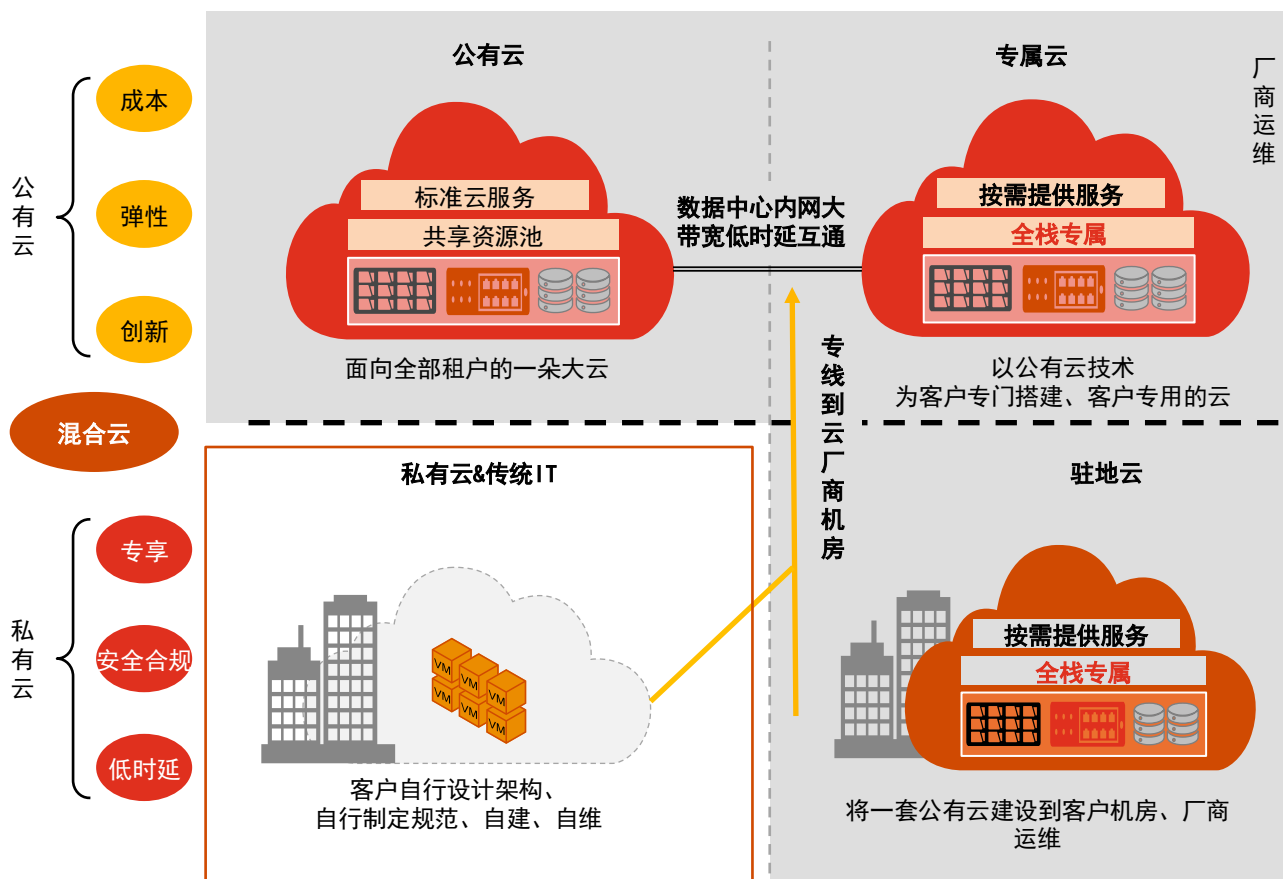 公有云
成本
弹性
创新
混合云
私有云
专享
安全合规
低时延
公有云
标准云服务
共享资源池
面向全部租户的一朵大云
数据中心内网大
带宽低时延互通
专属云
按需提供服务
全栈专属
以公有云技术
为客户专门搭建、客户专用的云
厂商运维
专线到云厂商机房
私有云&传统IT
VM
VM
VM
VM
VM
VM
客户自行设计架构、
自行制定规范、自建、自维
驻地云
按需提供服务
全栈专属
将一套公有云建设到客户机房、厂商
运维